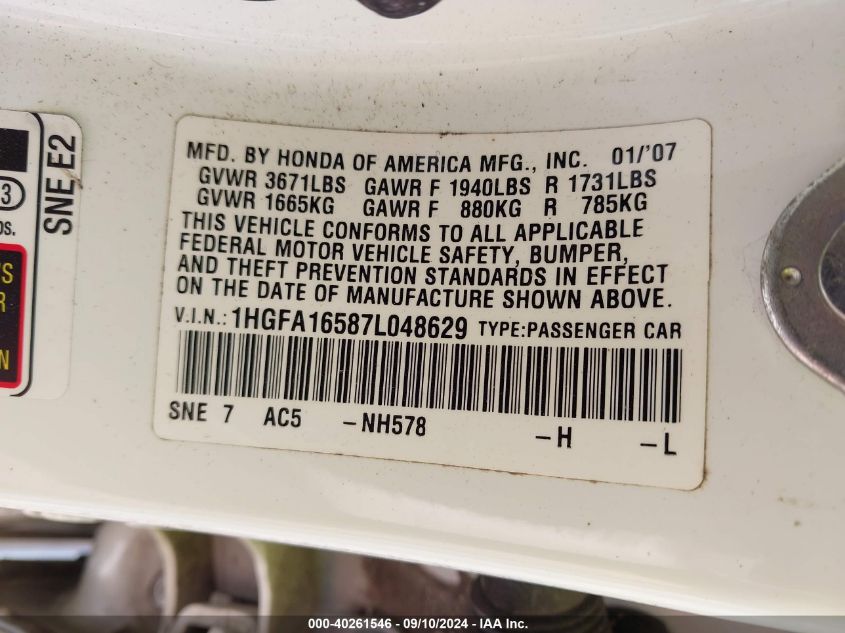 SNE E2
3
DS.
'S
R
N
MFD. BY HONDA OF AMERICA MFG., INC. 01/'07
GVWR 3671LBS GAWR F 1940LBS R 1731LBS
GVWR 1665KG GAWR F 880KG R 785KG
THIS VEHICLE CONFORMS TO ALL APPLICABLE
FEDERAL MOTOR VEHICLE SAFETY, BUMPER,
AND THEFT PREVENTION STANDARDS IN EFFECT
ON THE DATE OF MANUFACTURE SHOWN ABOVE.
V.I.N.: 1HGFA16587L048629 TYPE:PASSENGER CAR
SNE 7 AC5 -NH578 -H -L
000-40261546 - 09/10/2024 - IAA Inc.